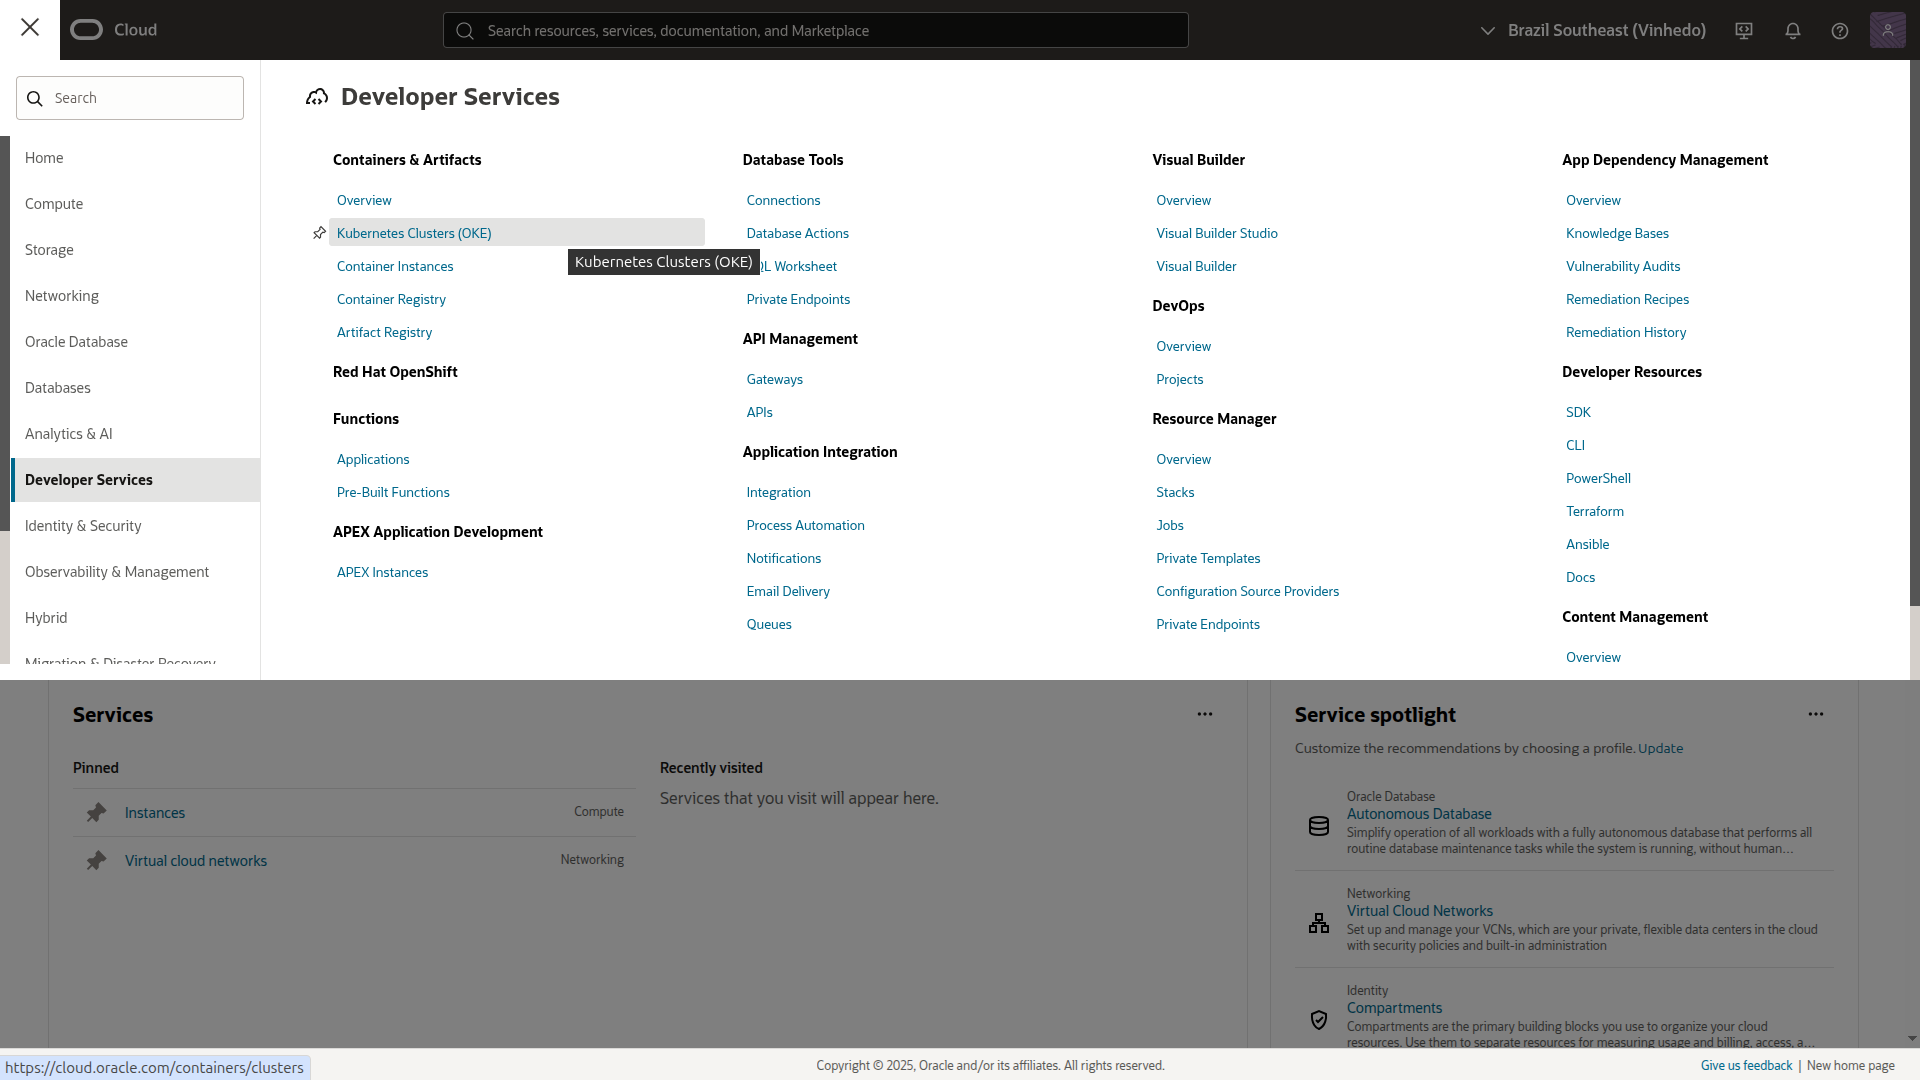 Cloud
Search resources, services, documentation, and Marketplace
Brazil Southeast (Vinhedo)
Search
Home
Compute
Storage
Networking
Oracle Database
Databases
Analytics & AI
Developer Services
Identity & Security
Observability & Management
Hybrid
Migration & Disaster Recovery
Developer Services
Containers & Artifacts
Overview
Kubernetes Clusters (OKE)
Kubernetes Clusters (OKE)
Container Instances
Container Registry
Artifact Registry
Red Hat OpenShift
Functions
Applications
Pre-Built Functions
APEX Application Development
APEX Instances
Database Tools
Connections
Database Actions
QL Worksheet
Private Endpoints
API Management
Gateways
APIs
Application Integration
Integration
Process Automation
Notifications
Email Delivery
Queues
Visual Builder
Overview
Visual Builder Studio
Visual Builder
DevOps
Overview
Projects
Resource Manager
Overview
Stacks
Jobs
Private Templates
Configuration Source Providers
Private Endpoints
App Dependency Management
Overview
Knowledge Bases
Vulnerability Audits
Remediation Recipes
Remediation History
Developer Resources
SDK
CLI
PowerShell
Terraform
Ansible
Docs
Content Management
Overview
Services
Pinned
Instances
Compute
Virtual cloud networks
Networking
Recently visited
Services that you visit will appear here.
Service spotlight
Customize the recommendations by choosing a profile. Update
Oracle Database
Autonomous Database
Simplify operation of all workloads with a fully autonomous database that performs all
routine database maintenance tasks while the system is running, without human...
Networking
Virtual Cloud Networks
Set up and manage your VCNs, which are your private, flexible data centers in the cloud
with security policies and built-in administration
Identity
Compartments
Compartments are the primary building blocks you use to organize your cloud
resources. Use them to separate resources for measuring usage and billing, access, a...
https://cloud.oracle.com/containers/clusters
Copyright © 2025, Oracle and/or its affiliates. All rights reserved.
Give us feedback | New home page